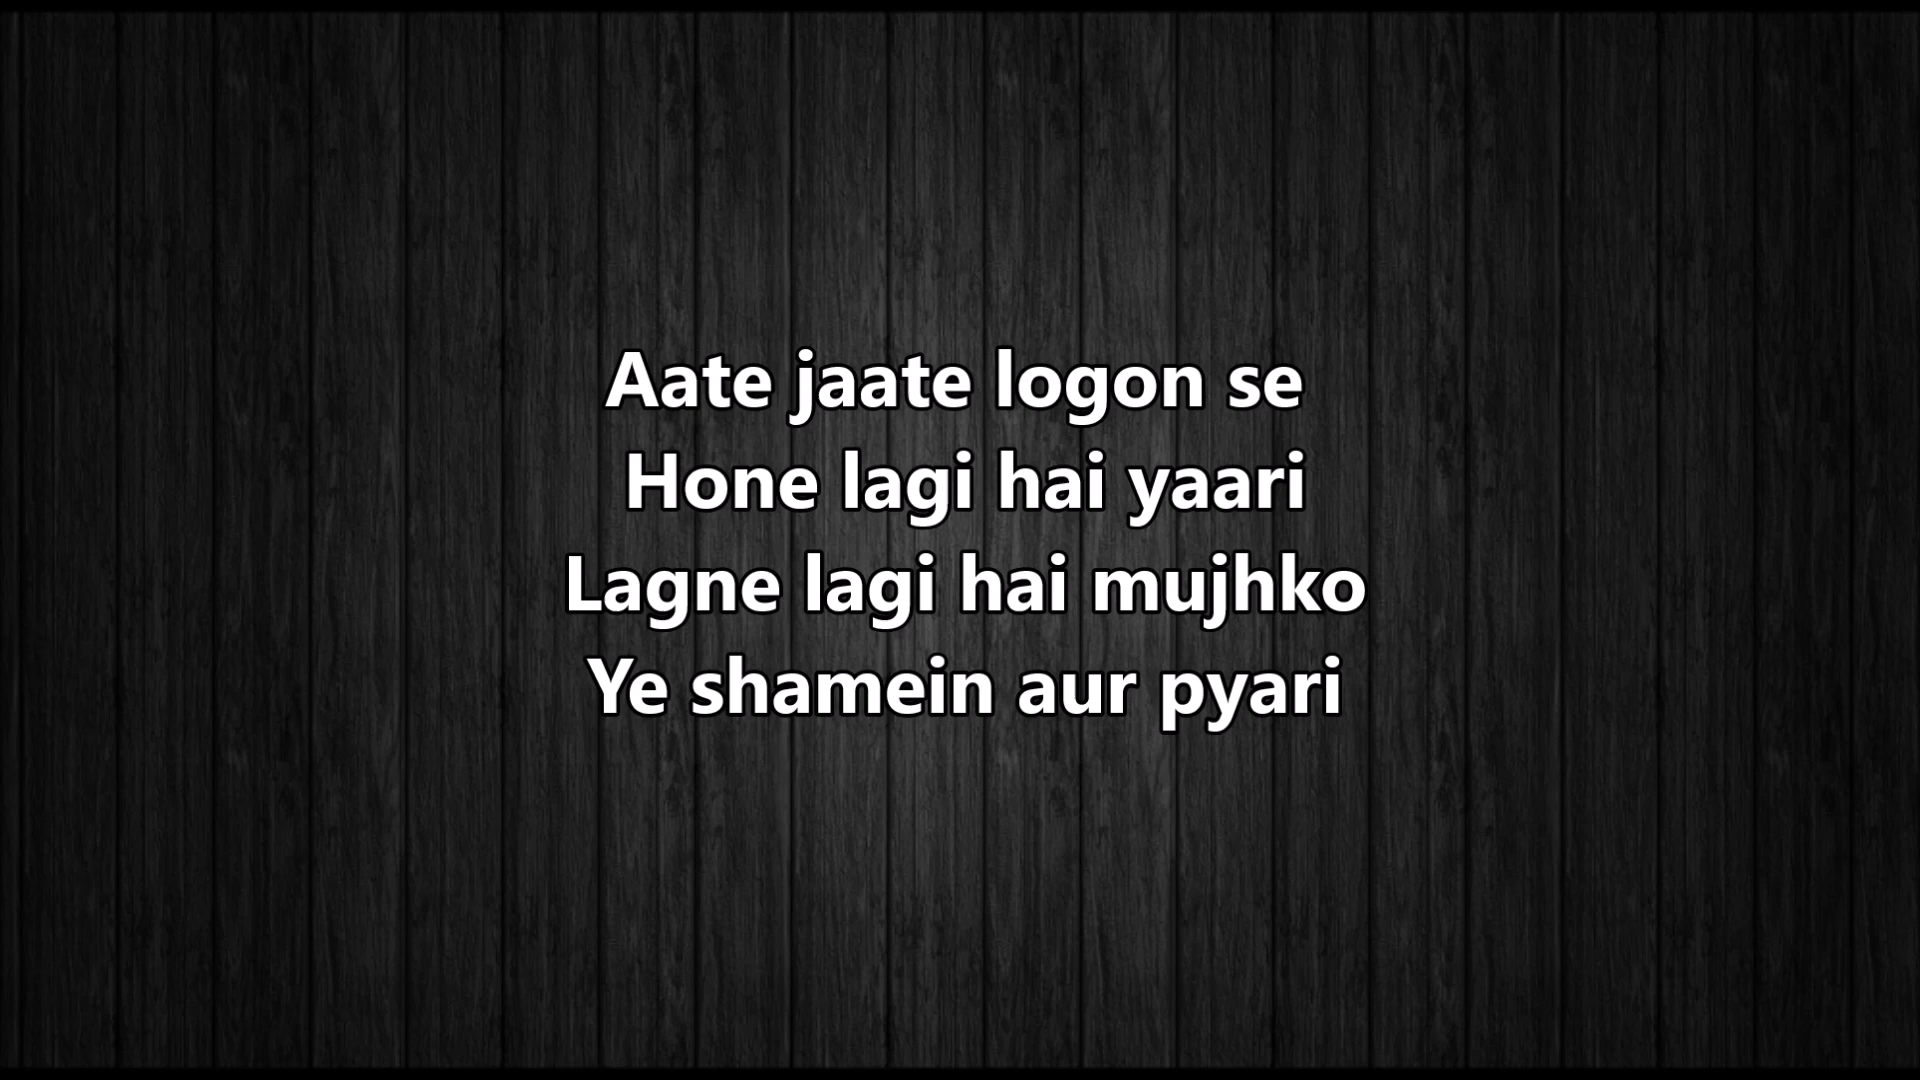 Aate jaate logon se
Hone lagi hai yaari
Lagne lagi hai mujhko
Ye shamein aur pyari